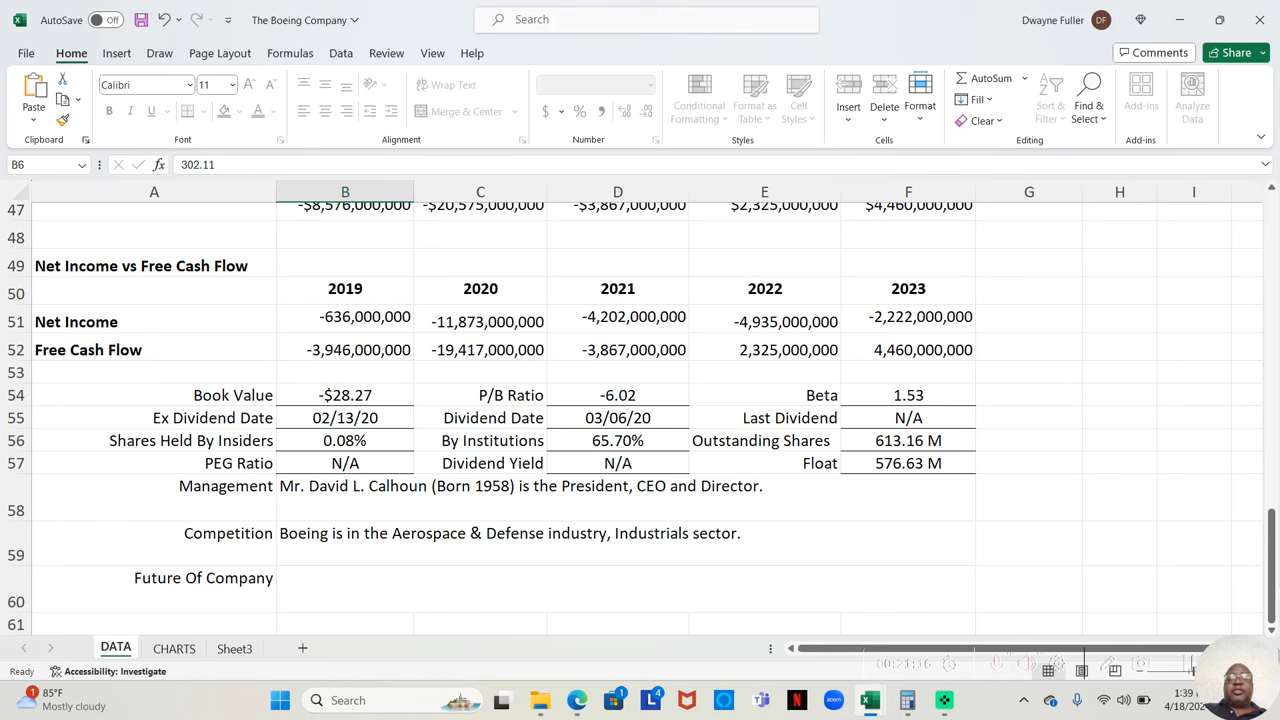 AutoSave Off The Boeing Company Search Dwayne Fuller DF
File Home Insert Draw Page Layout Formulas Data Review View Help Comments Share
Paste Calibri 11 Wrap Text Merge & Center $ % Conditional Formatting Format as Table Cell Styles Insert Delete Format AutoSum Fill Clear Sort & Filter Find & Select Add-ins Analyze Data
Clipboard Font Alignment Number Styles Cells Editing Add-ins
B6 fx 302.11
A B C D E F G H I
47 -$8,576,000,000 -$20,575,000,000 -$3,867,000,000 $2,325,000,000 $4,460,000,000
48
49 Net Income vs Free Cash Flow
50 2019 2020 2021 2022 2023
51 Net Income -636,000,000 -11,873,000,000 -4,202,000,000 -4,935,000,000 -2,222,000,000
52 Free Cash Flow -3,946,000,000 -19,417,000,000 -3,867,000,000 2,325,000,000 4,460,000,000
53
54 Book Value -$28.27 P/B Ratio -6.02 Beta 1.53
55 Ex Dividend Date 02/13/20 Dividend Date 03/06/20 Last Dividend N/A
56 Shares Held By Insiders 0.08% By Institutions 65.70% Outstanding Shares 613.16 M
57 PEG Ratio N/A Dividend Yield N/A Float 576.63 M
58 Management Mr. David L. Calhoun (Born 1958) is the President, CEO and Director.
59 Competition Boeing is in the Aerospace & Defense industry, Industrials sector.
60 Future Of Company
61
DATA CHARTS Sheet3
Ready Accessibility: Investigate 00:21:16
1 85°F Mostly cloudy Search 1 L 4 N zoom 1:39
4/18/